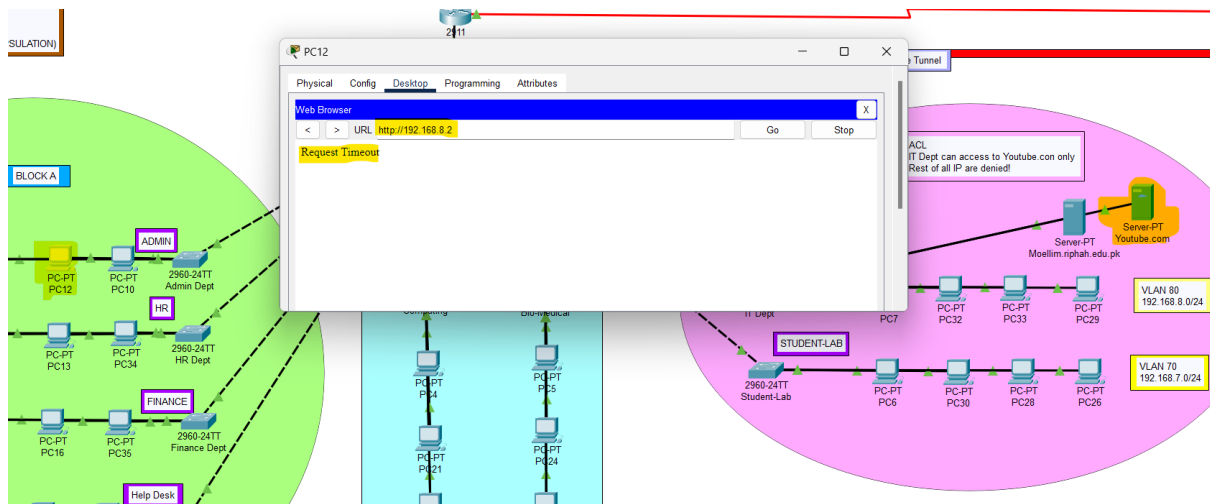 2911
SULATION)
PC12
Physical Config Desktop Programming Attributes
Web Browser
X
< > URL http://192.168.8.2 Go Stop
Request Timeout
Tunnel
ACL
IT Dept can access to Youtube.con only
Rest of all IP are denied!
BLOCK A
ADMIN
PC-PT
PC12
PC-PT
PC10
2960-24TT
Admin Dept
HR
PC-PT
PC13
PC-PT
PC34
2960-24TT
HR Dept
FINANCE
PC-PT
PC16
PC-PT
PC35
2960-24TT
Finance Dept
Help Desk
Computing
Bio-Medical
PC-PT
PC4
PC-PT
PC5
PC-PT
PC21
PC-PT
PC24
Server-PT
Moellim.riphah.edu.pk
Server-PT
Youtube.com
IT Dept
PC7
PC-PT
PC32
PC-PT
PC33
PC-PT
PC29
VLAN 80
192.168.8.0/24
STUDENT-LAB
2960-24TT
Student-Lab
PC-PT
PC6
PC-PT
PC30
PC-PT
PC28
PC-PT
PC26
VLAN 70
192.168.7.0/24